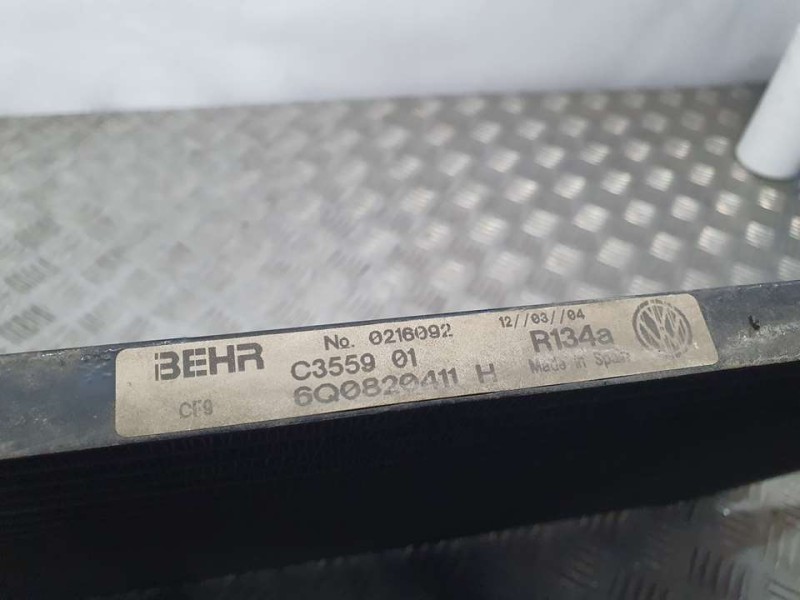 BEHR
No. 0216092
12//03//04
C3559 01
R134a
6Q0820411 H
Made in Spain
CF9